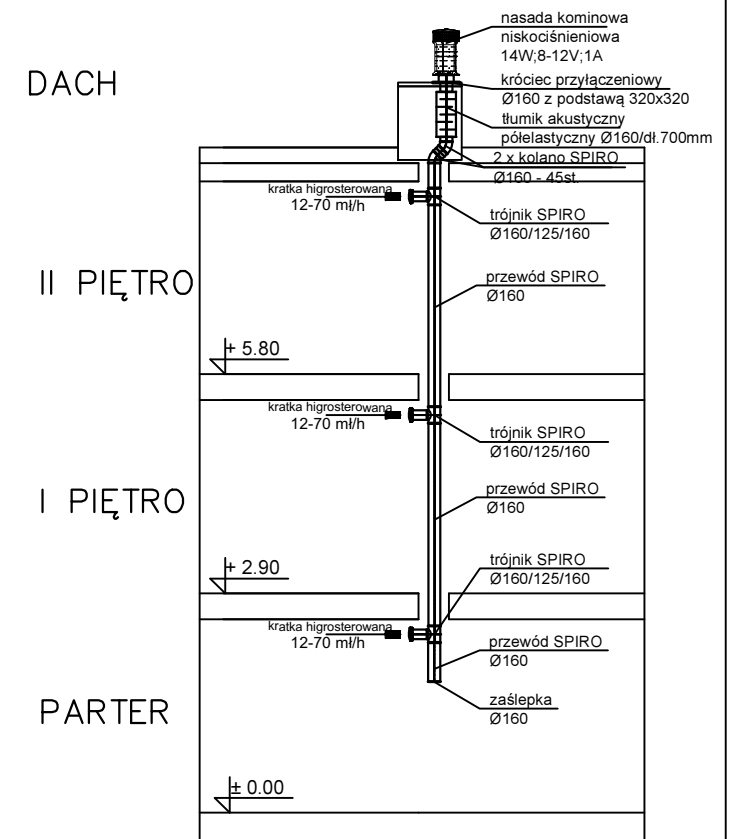 nasada kominowa
niskociśnieniowa
14W;8-12V;1A
DACH
króciec przyłączeniowy
Ø160 z podstawą 320x320
tłumik akustyczny
półelastyczny Ø160/dł.700mm
2 x kolano SPIRO
Ø160 - 45st.
kratka higrosterowana
12-70 mł/h
trójnik SPIRO
Ø160/125/160
II PIĘTRO
przewód SPIRO
Ø160
+ 5.80
kratka higrosterowana
12-70 mł/h
trójnik SPIRO
Ø160/125/160
I PIĘTRO
przewód SPIRO
Ø160
+ 2.90
trójnik SPIRO
Ø160/125/160
kratka higrosterowana
12-70 mł/h
przewód SPIRO
Ø160
PARTER
zaślepka
Ø160
± 0.00